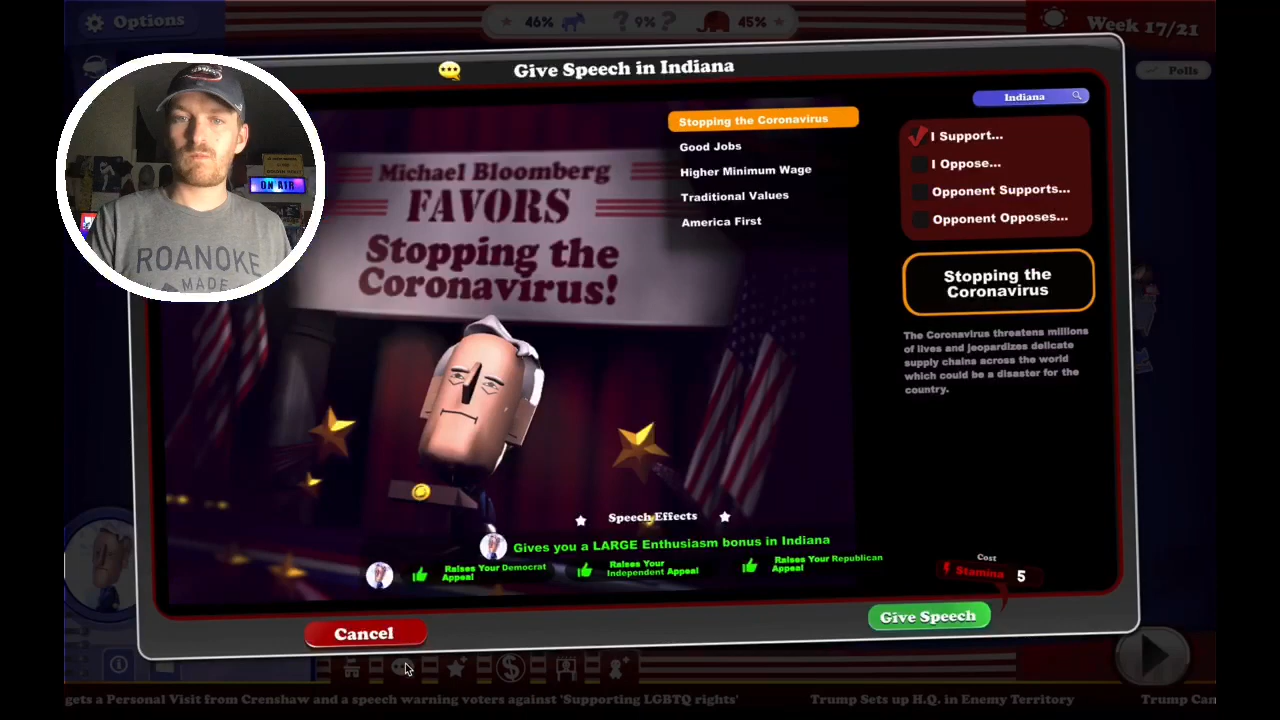 Options
46%
? 9% ?
45%
Week 17/21
Polls
Give Speech in Indiana
Indiana
Stopping the Coronavirus
Good Jobs
Higher Minimum Wage
Traditional Values
America First
I Support...
I Oppose...
Opponent Supports...
Opponent Opposes...
Michael Bloomberg
FAVORS
Stopping the
Coronavirus!
ON AIR
ROANOKE
MADE
Stopping the
Coronavirus
The Coronavirus threatens millions
of lives and jeopardizes delicate
supply chains across the world
which could be a disaster for the
country.
Speech Effects
Gives you a LARGE Enthusiasm bonus in Indiana
Raises Your Democrat
Appeal
Raises Your
Independent Appeal
Raises Your Republican
Appeal
Cost
Stamina 5
Cancel
Give Speech
gets a Personal Visit from Crenshaw and a speech warning voters against 'Supporting LGBTQ rights'
Trump Sets up H.Q. in Enemy Territory
Trump Can